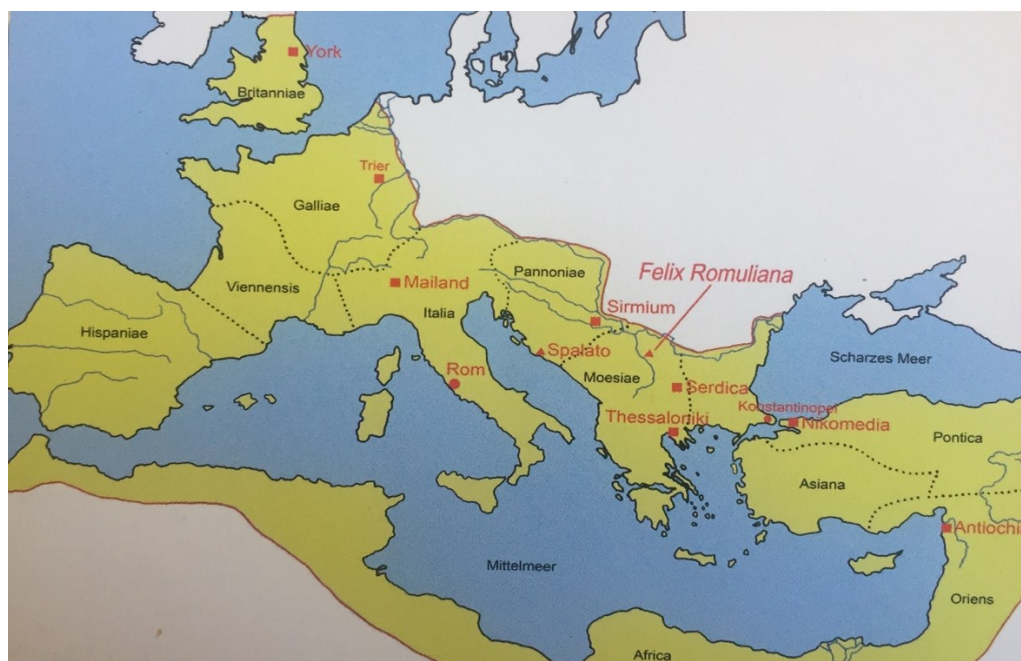 York
Britanniae
Trier
Galliae
Pannoniae
Felix Romuliana
Viennensis
Mailand
Sirmium
Italia
Hispaniae
Spalato
Scharzes Meer
Rom
Moesiae
Serdica
Konstantinopel
Thessaloniki
Nikomedia
Pontica
Asiana
Antiochi
Mittelmeer
Oriens
Africa